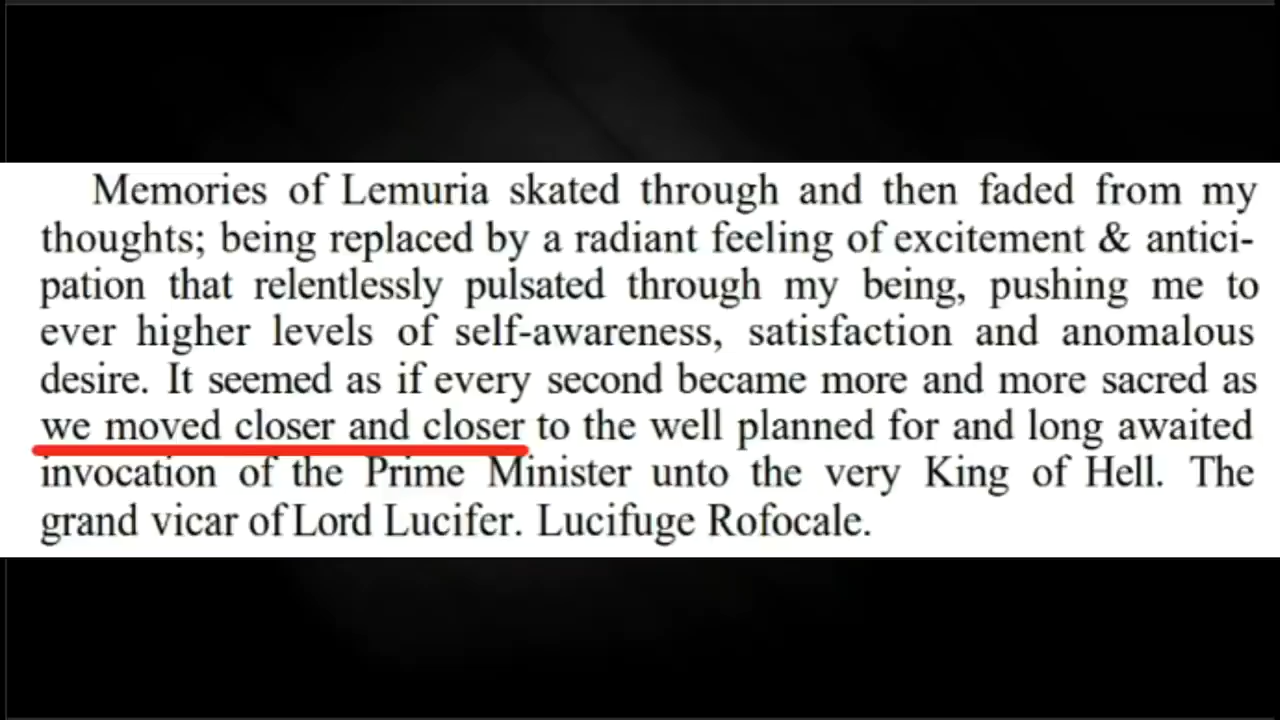 Memories of Lemuria skated through and then faded from my
thoughts; being replaced by a radiant feeling of excitement & antici-
pation that relentlessly pulsated through my being, pushing me to
ever higher levels of self-awareness, satisfaction and anomalous
desire. It seemed as if every second became more and more sacred as
we moved closer and closer to the well planned for and long awaited
invocation of the Prime Minister unto the very King of Hell. The
grand vicar of Lord Lucifer. Lucifuge Rofocale.